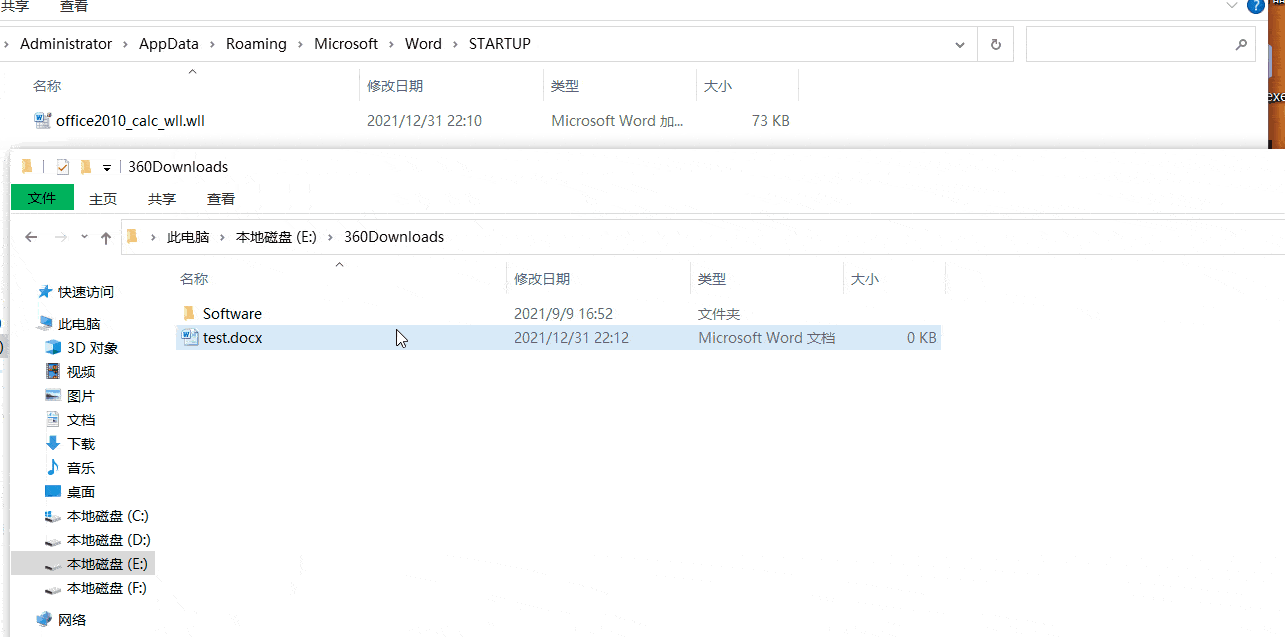 共享 查看
Administrator › AppData › Roaming › Microsoft › Word › STARTUP
名称 修改日期 类型 大小
office2010_calc_wll.wll 2021/12/31 22:10 Microsoft Word 加... 73 KB
exe
360Downloads
文件 主页 共享 查看
此电脑 › 本地磁盘 (E:) › 360Downloads
名称 修改日期 类型 大小
Software 2021/9/9 16:52 文件夹
test.docx 2021/12/31 22:12 Microsoft Word 文档 0 KB
快速访问
此电脑
3D 对象
视频
图片
文档
下载
音乐
桌面
本地磁盘 (C:)
本地磁盘 (D:)
本地磁盘 (E:)
本地磁盘 (F:)
网络